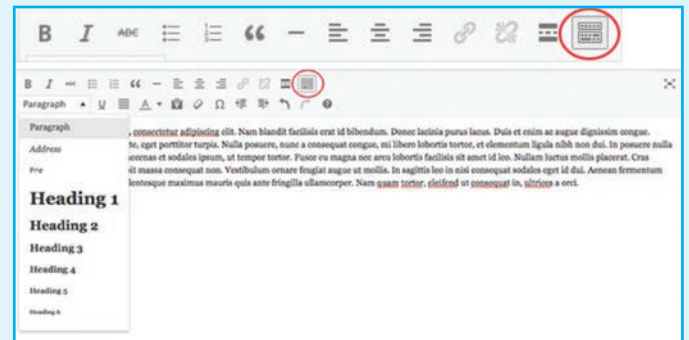 B I ABC “ —
B I ABC “ —
Paragraph U A Ω
Paragraph
Address
Pre
Heading 1
Heading 2
Heading 3
Heading 4
Heading 5
Heading 6
, consectetur adipiscing elit. Nam blandit facilisis erat id bibendum. Donec lacinia purus lacus. Duis et enim ac augue dignissim congue.
te, eget porttitor turpis. Nulla posuere, nunc a consequat congue, mi libero lobortis tortor, et elementum ligula nibh non dui. In posuere nulla
aecenas et sodales ipsum, ut tempor tortor. Fusce eu magna nec arcu lobortis facilisis sit amet id leo. Nullam luctus mollis placerat. Cras
it massa consequat non. Vestibulum ornare feugiat augue ut mollis. In sagittis leo in nisi consequat sodales eget id dui. Aenean fermentum
lentesque maximus mauris quis ante fringilla ullamcorper. Nam quam tortor, eleifend ut consequat in, ultrices a orci.